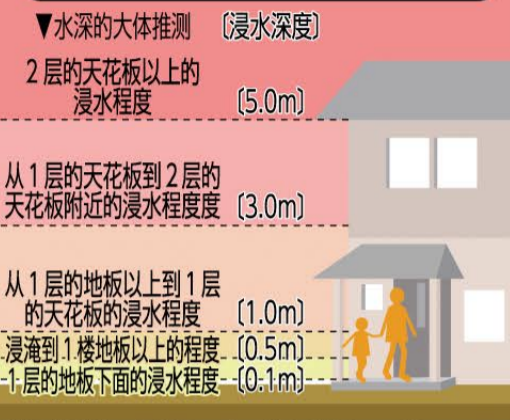 ▼水深的大体推测 〔浸水深度〕
2层的天花板以上的
浸水程度 〔5.0m〕
从1层的天花板到2层的
天花板附近的浸水程度度 〔3.0m〕
从1层的地板以上到1层
的天花板的浸水程度 〔1.0m〕
浸淹到1楼地板以上的程度 〔0.5m〕
1层的地板下面的浸水程度 〔0.1m〕